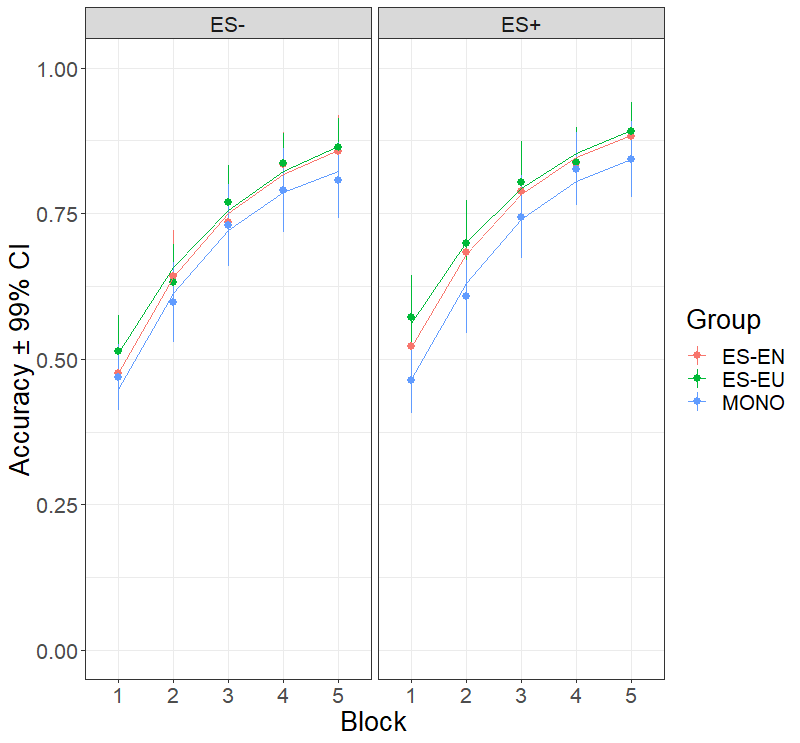 ES-
ES+
Accuracy ± 99% CI
1.00
0.75
0.50
0.25
0.00
1 2 3 4 5
1 2 3 4 5
Block
Group
ES-EN
ES-EU
MONO